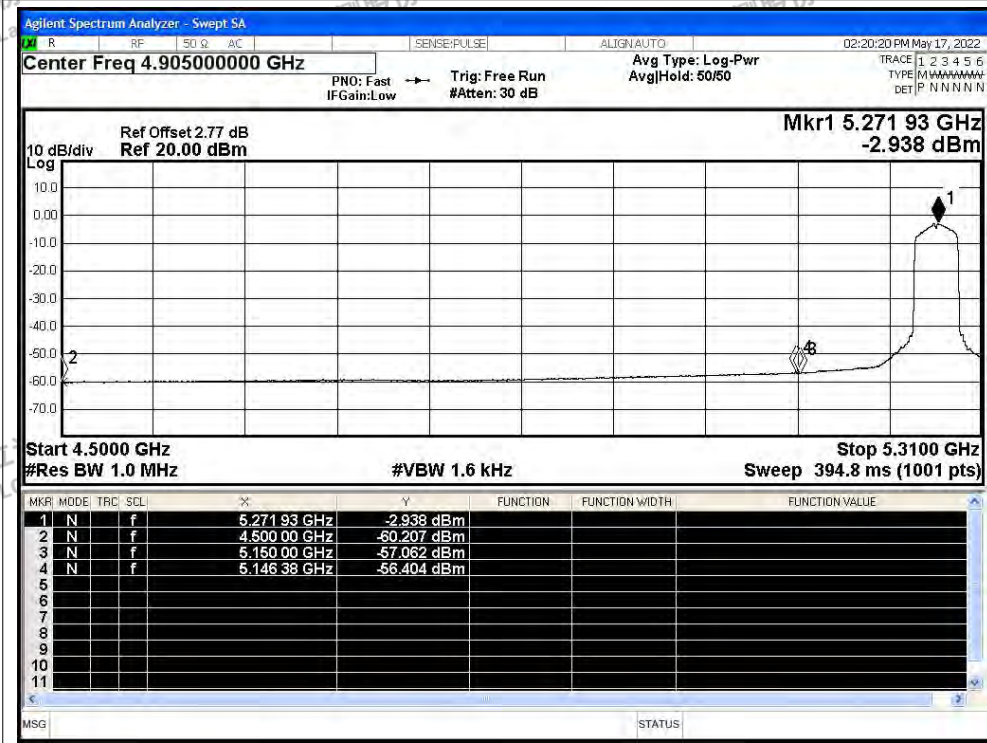 Agilent Spectrum Analyzer - Swept SA
R RF 50 Ω AC SENSE:PULSE ALIGN AUTO 02:20:20 PM May 17, 2022
Center Freq 4.905000000 GHz
PNO: Fast
IFGain:Low
Trig: Free Run
#Atten: 30 dB
Avg Type: Log-Pwr
Avg|Hold: 50/50
TRACE 1 2 3 4 5 6
TYPE M
DET P N N N N N
Ref Offset 2.77 dB
10 dB/div Ref 20.00 dBm
Log
Mkr1 5.271 93 GHz
-2.938 dBm
10.0
0.00
-10.0
-20.0
-30.0
-40.0
-50.0
-60.0
-70.0
1
2
4
3
Start 4.5000 GHz Stop 5.3100 GHz
#Res BW 1.0 MHz #VBW 1.6 kHz Sweep 394.8 ms (1001 pts)
MKR MODE TRC SCL X Y FUNCTION FUNCTION WIDTH FUNCTION VALUE
1 N f 5.271 93 GHz -2.938 dBm
2 N f 4.500 00 GHz -60.207 dBm
3 N f 5.150 00 GHz -57.062 dBm
4 N f 5.146 38 GHz -56.404 dBm
5
6
7
8
9
10
11
MSG STATUS